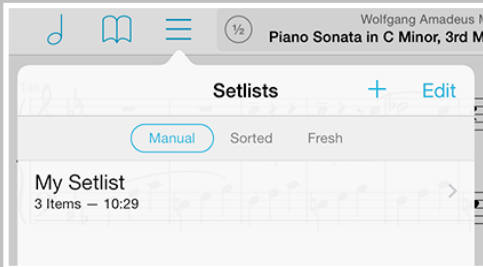 ½
Wolfgang Amadeus
Piano Sonata in C Minor, 3rd
Setlists + Edit
Manual Sorted Fresh
My Setlist
3 Items — 10:29